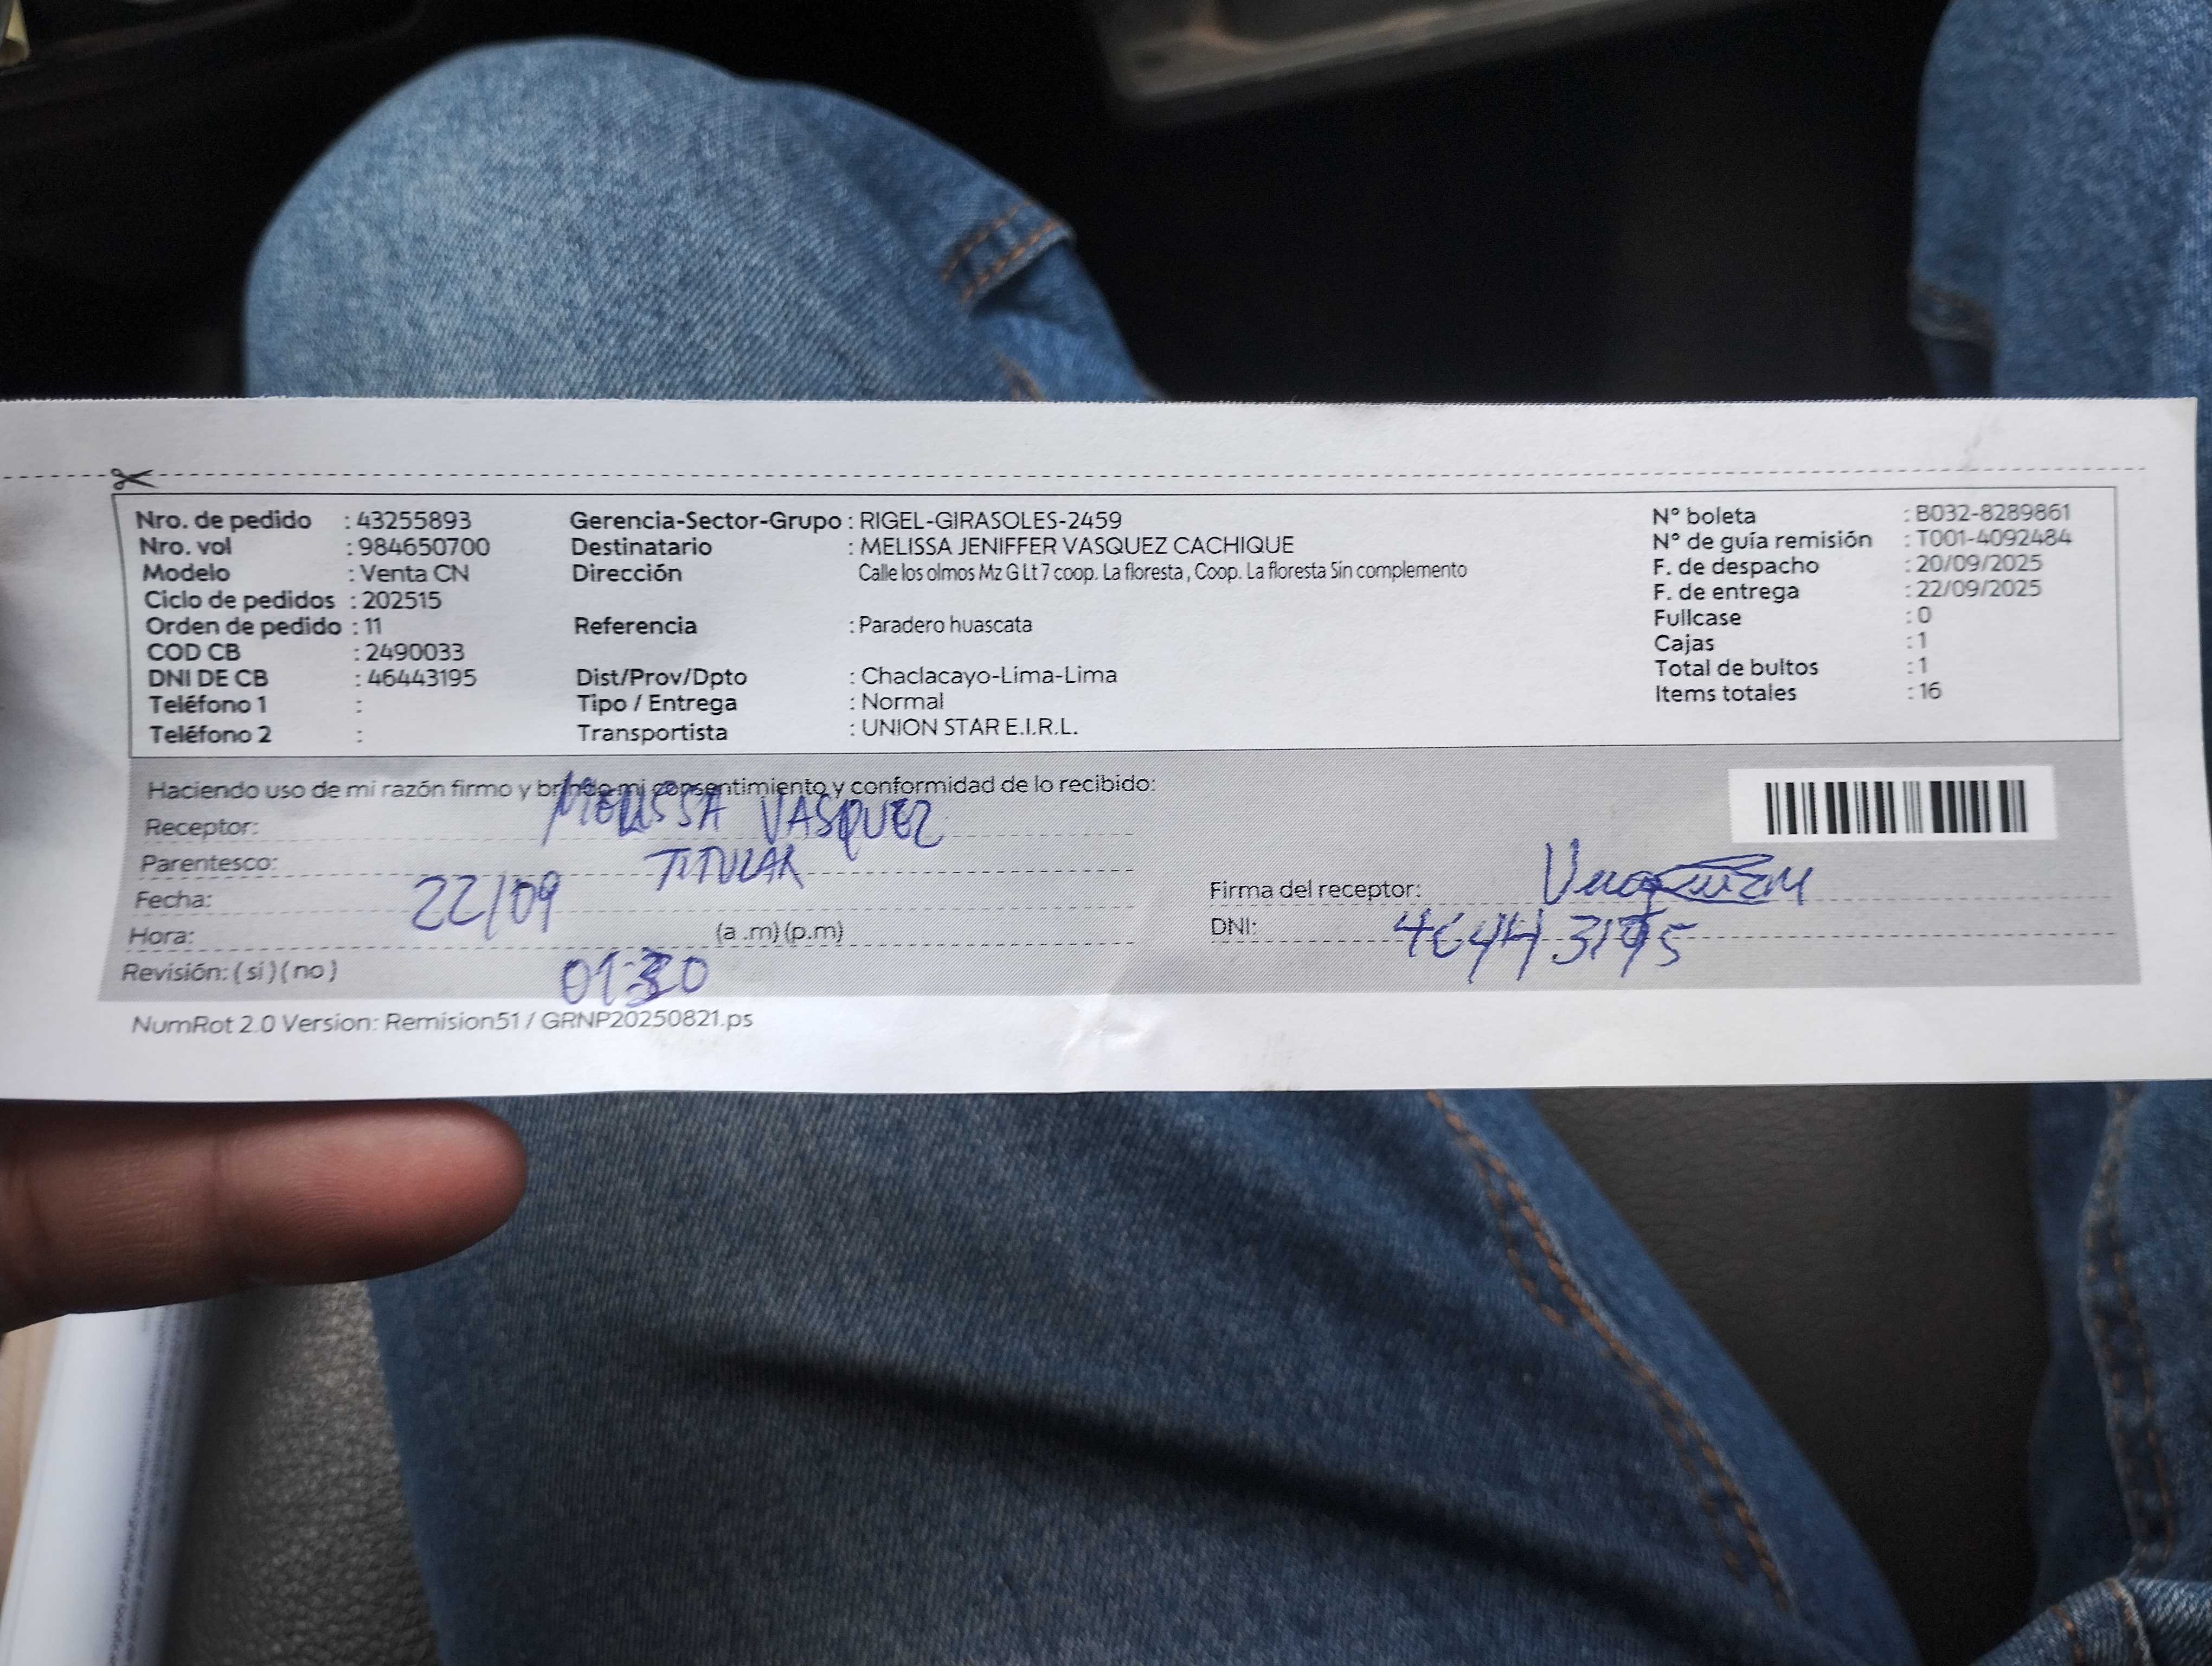 Nro. de pedido : 43255893
Nro. vol : 984650700
Modelo : Venta CN
Ciclo de pedidos : 202515
Orden de pedido : 11
COD CB : 2490033
DNI DE CB : 46443195
Teléfono 1 :
Teléfono 2 :
Gerencia-Sector-Grupo : RIGEL-GIRASOLES-2459
Destinatario : MELISSA JENIFFER VASQUEZ CACHIQUE
Dirección Calle los olmos Mz G Lt 7 coop. La floresta , Coop. La floresta Sin complemento
Referencia : Paradero huascata
Dist/Prov/Dpto : Chaclacayo-Lima-Lima
Tipo / Entrega : Normal
Transportista : UNION STAR E.I.R.L.
N° boleta : B032-8289861
N° de guía remisión : T001-4092484
F. de despacho : 20/09/2025
F. de entrega : 22/09/2025
Fullcase : 0
Cajas : 1
Total de bultos : 1
Items totales : 16
Haciendo uso de mi razón firmo y brindo mi consentimiento y conformidad de lo recibido:
Receptor: MELISSA VASQUEZ
Parentesco: TITULAR
Fecha: 22/09
Hora: (a .m) (p.m)
01:30
Revisión: ( si ) ( no )
Firma del receptor:
DNI: 46443195
NumRot 2.0 Version: Remision51 / GRNP20250821.ps